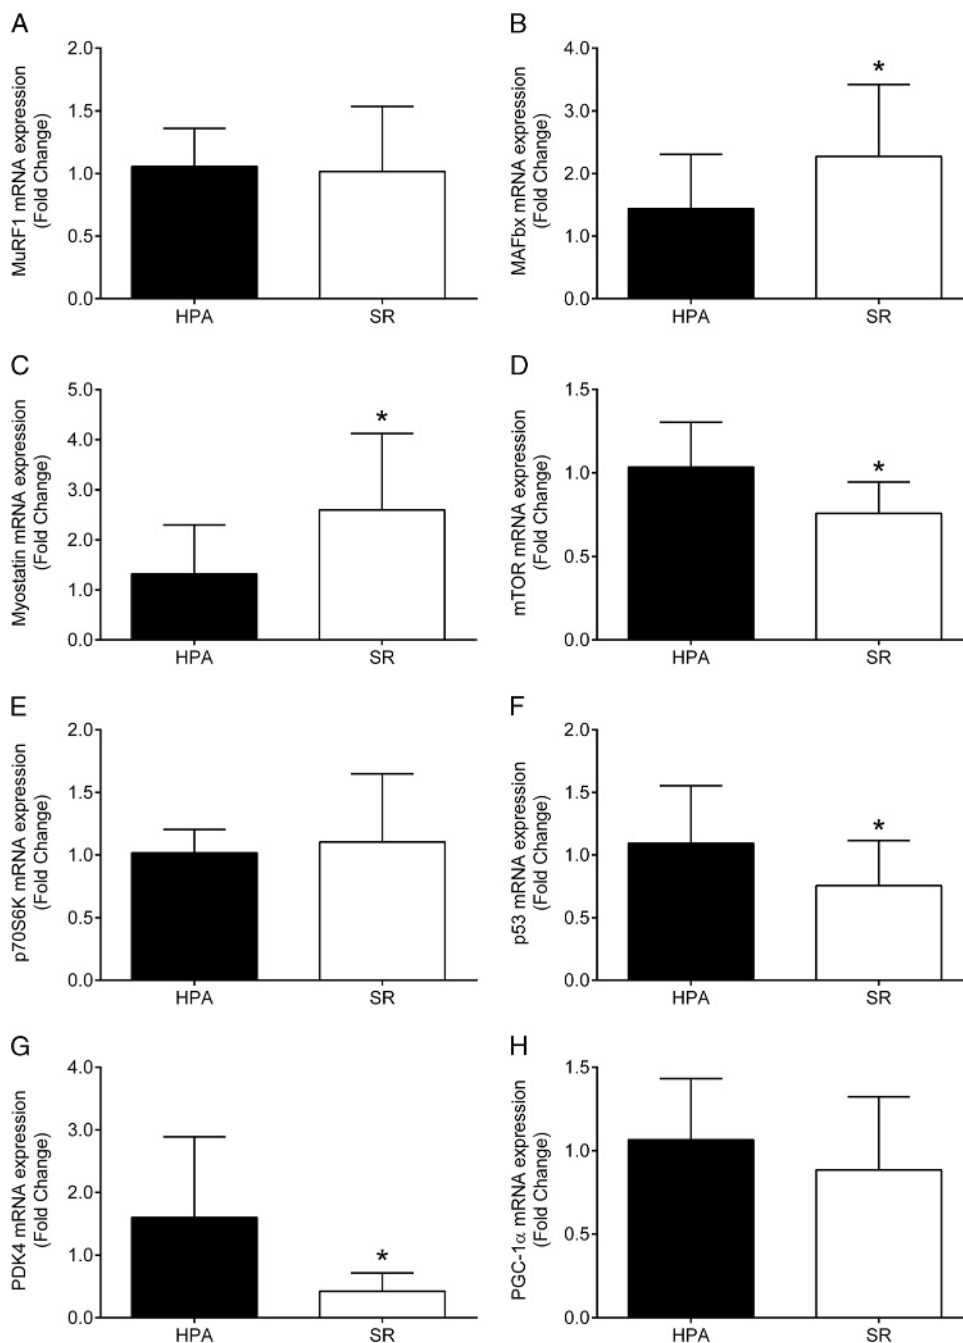 A
MuRF1 mRNA expression
(Fold Change)
2.0
1.5
1.0
0.5
0.0
HPA SR
B
MAFbx mRNA expression
(Fold Change)
4.0
3.0
2.0
1.0
0.0
*
HPA SR
C
Myostatin mRNA expression
(Fold Change)
5.0
4.0
3.0
2.0
1.0
0.0
*
HPA SR
D
mTOR mRNA expression
(Fold Change)
1.5
1.0
0.5
0.0
*
HPA SR
E
p70S6K mRNA expression
(Fold Change)
2.0
1.5
1.0
0.5
0.0
HPA SR
F
p53 mRNA expression
(Fold Change)
2.0
1.5
1.0
0.5
0.0
*
HPA SR
G
PDK4 mRNA expression
(Fold Change)
4.0
3.0
2.0
1.0
0.0
*
HPA SR
H
PGC-1α mRNA expression
(Fold Change)
1.5
1.0
0.5
0.0
HPA SR